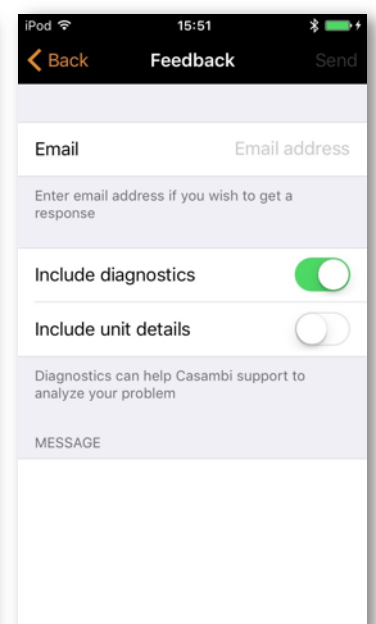 iPod 15:51
Back Feedback Send
Email Email address
Enter email address if you wish to get a
response
Include diagnostics
Include unit details
Diagnostics can help Casambi support to
analyze your problem
MESSAGE